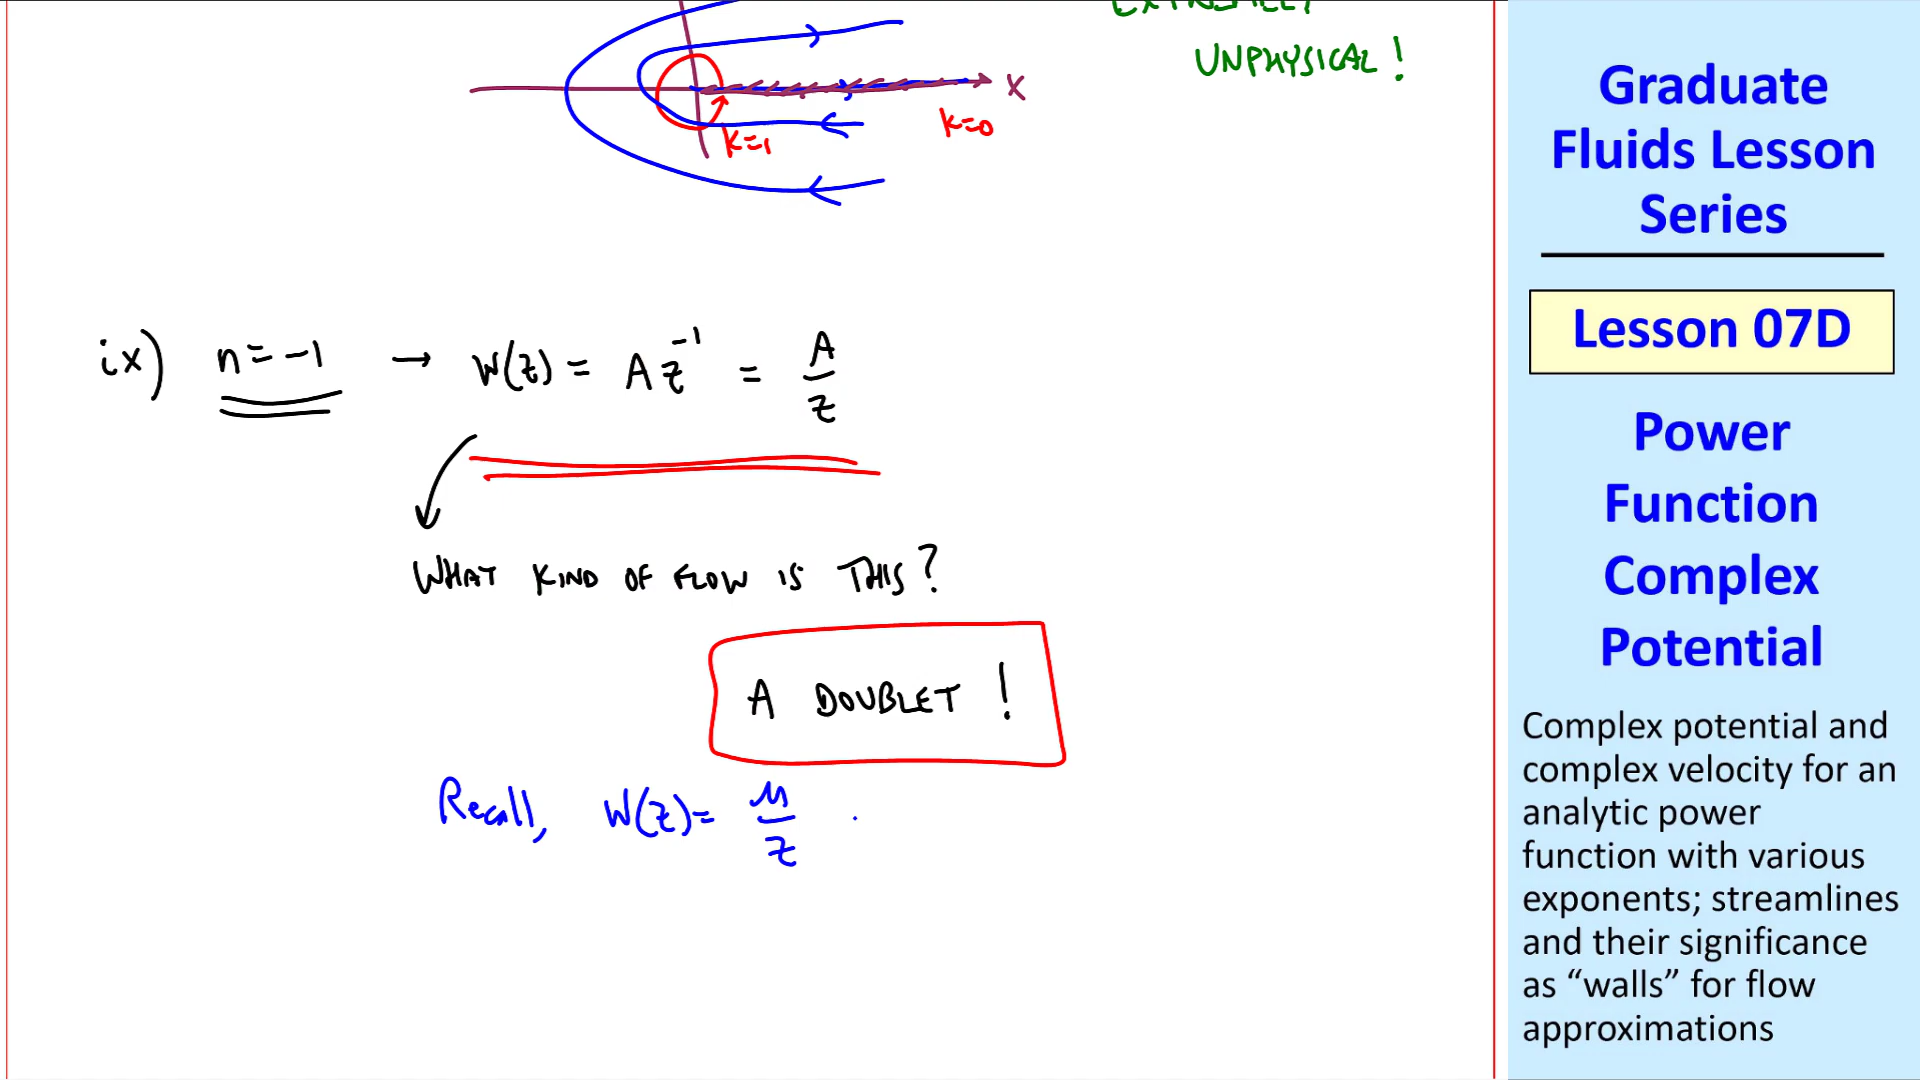 UNPHYSICAL!
x
k=1
k=0
ix) n=-1 → W(z) = A z⁻¹ = A/z
WHAT KIND OF FLOW IS THIS?
A DOUBLET!
Recall, W(z)= μ/z
Graduate
Fluids Lesson
Series
Lesson 07D
Power
Function
Complex
Potential
Complex potential and
complex velocity for an
analytic power
function with various
exponents; streamlines
and their significance
as “walls” for flow
approximations